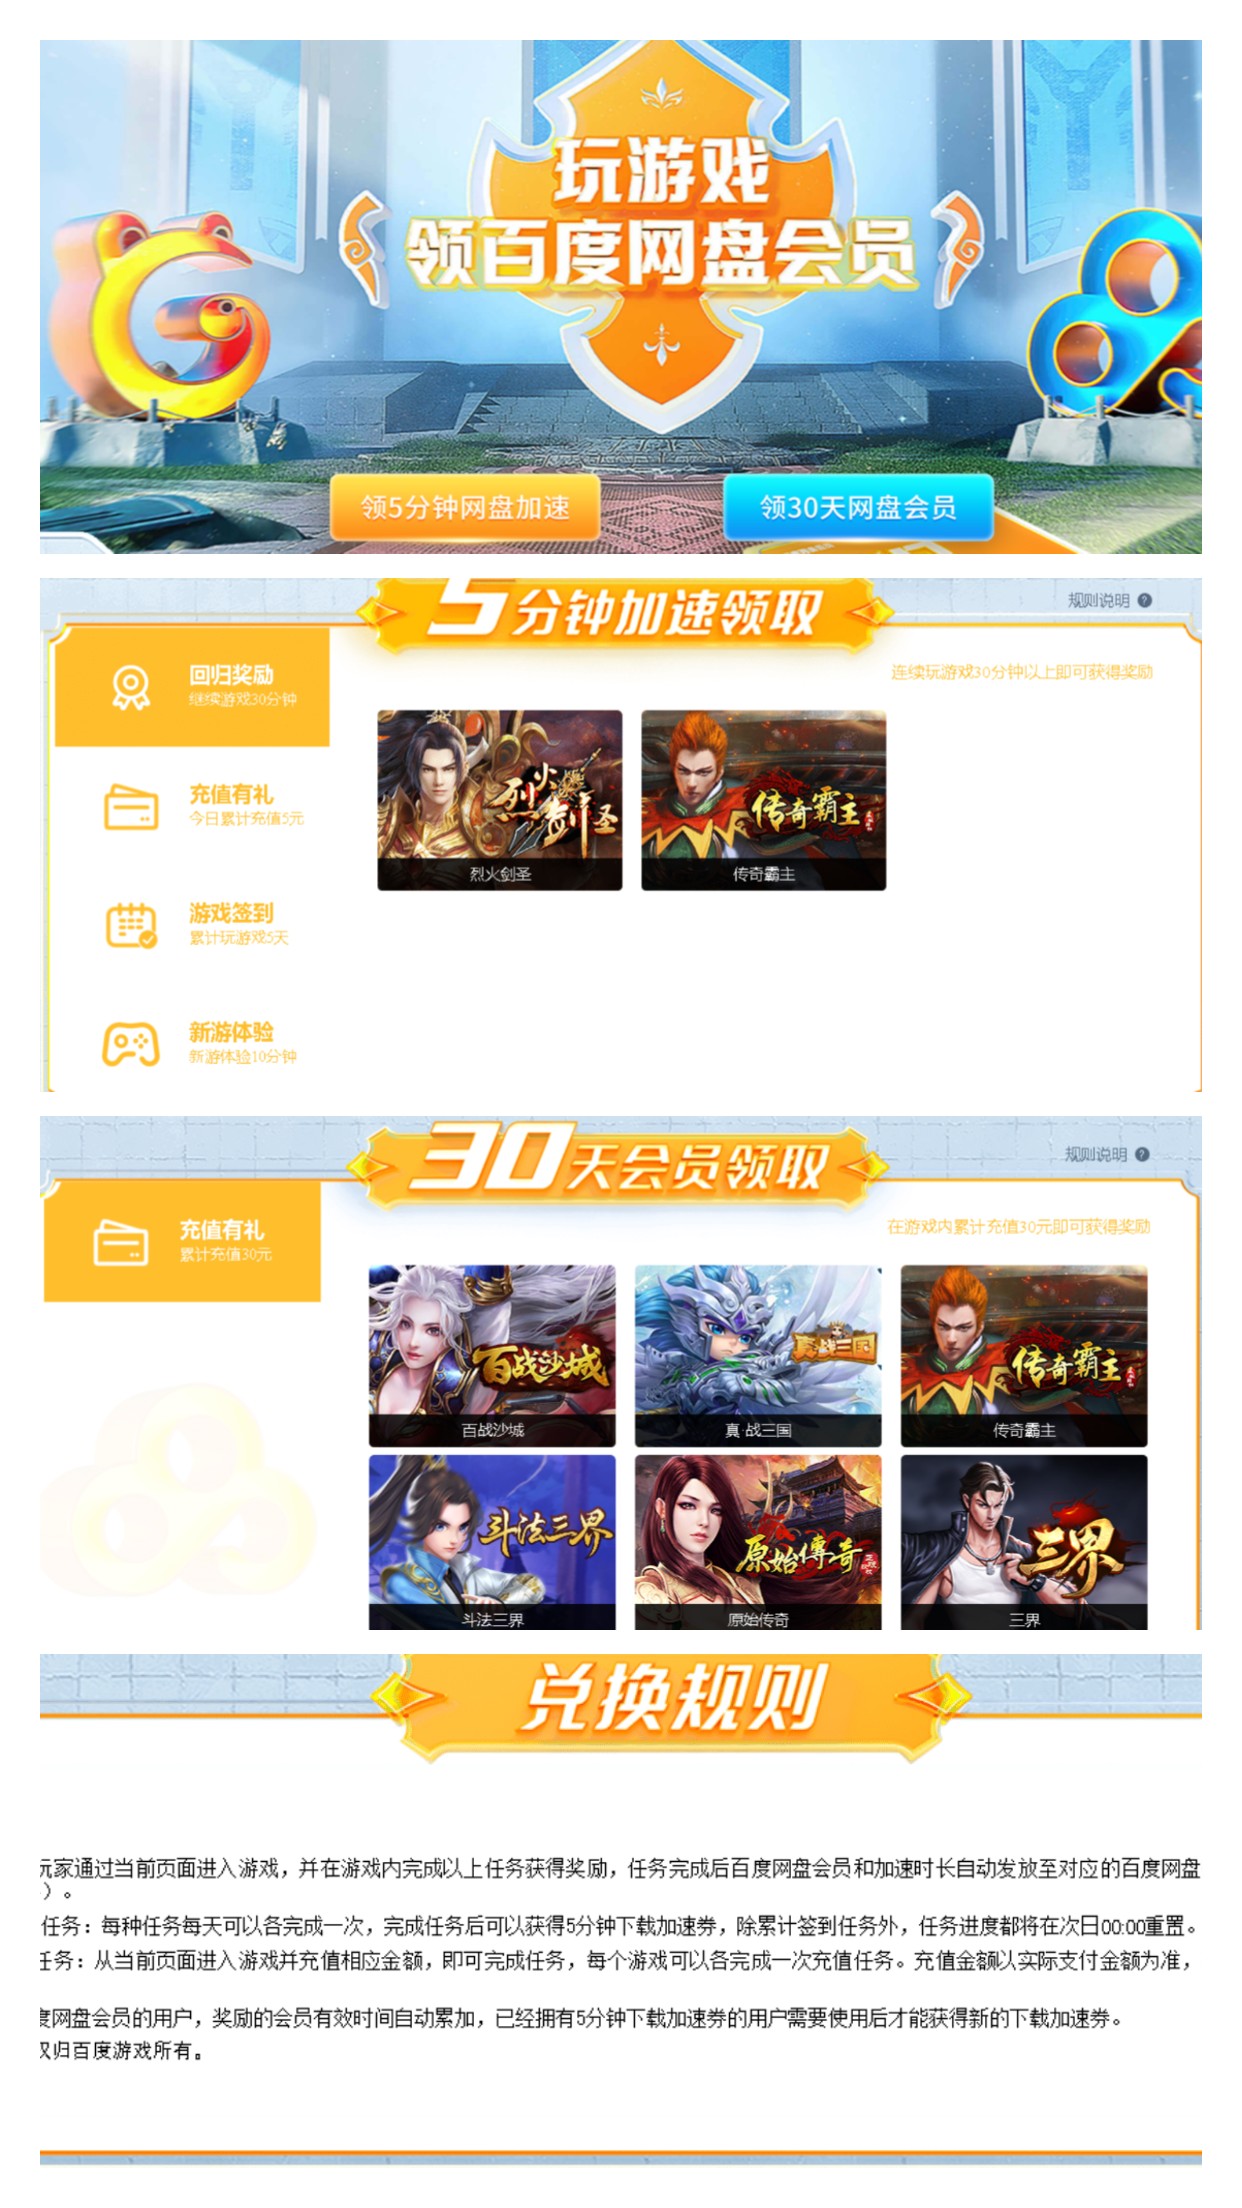 玩游戏
领百度网盘会员
领5分钟网盘加速
领30天网盘会员
5分钟加速领取
规则说明
连续玩游戏30分钟以上即可获得奖励
回归奖励
继续游戏30分钟
充值有礼
今日累计充值5元
游戏签到
累计玩游戏5天
新游体验
新游体验10分钟
烈火剑圣
烈火剑圣
传奇霸主
传奇霸主
30天会员领取
规则说明
在游戏内累计充值30元即可获得奖励
充值有礼
累计充值30元
百战沙城
百战沙城
真战三国
真·战三国
传奇霸主
传奇霸主
斗法三界
斗法三界
原始傳奇
原始传奇
三界
三界
兑换规则
玩家通过当前页面进入游戏，并在游戏内完成以上任务获得奖励，任务完成后百度网盘会员和加速时长自动发放至对应的百度网盘
）。
任务：每种任务每天可以各完成一次，完成任务后可以获得5分钟下载加速券，除累计签到任务外，任务进度都将在次日00:00重置。
任务：从当前页面进入游戏并充值相应金额，即可完成任务，每个游戏可以各完成一次充值任务。充值金额以实际支付金额为准，
度网盘会员的用户，奖励的会员有效时间自动累加，已经拥有5分钟下载加速券的用户需要使用后才能获得新的下载加速券。
权归百度游戏所有。